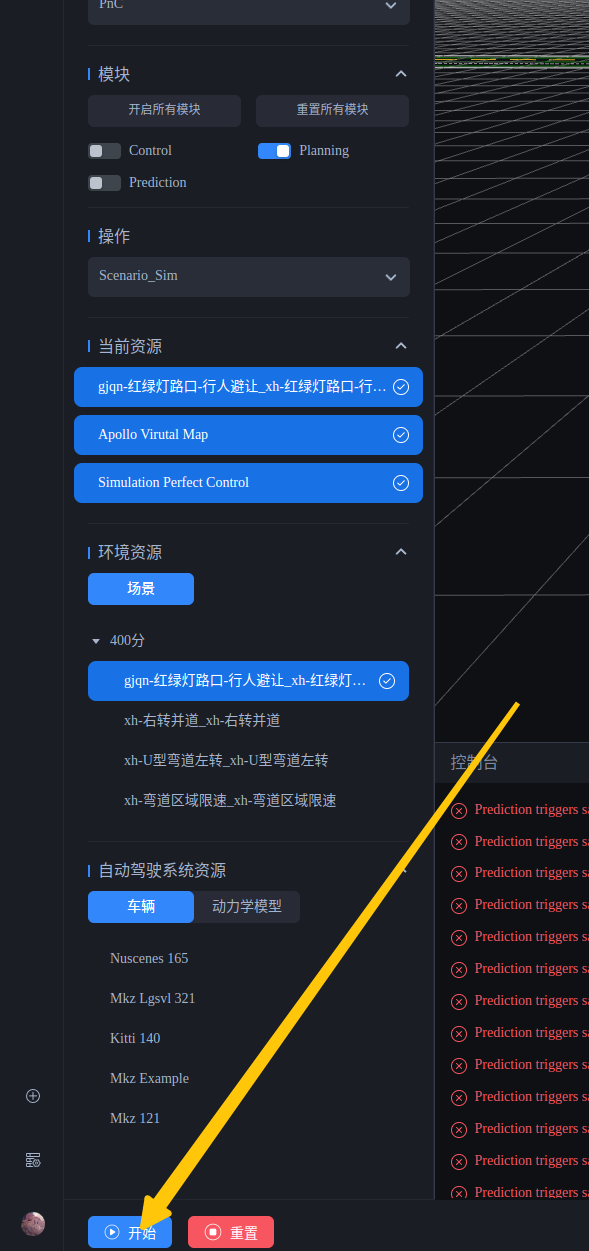 PnC
模块
开启所有模块
重置所有模块
Control
Planning
Prediction
操作
Scenario_Sim
当前资源
gjqn-红绿灯路口-行人避让_xh-红绿灯路口-行…
Apollo Virutal Map
Simulation Perfect Control
环境资源
场景
400分
gjqn-红绿灯路口-行人避让_xh-红绿灯…
xh-右转并道_xh-右转并道
xh-U型弯道左转_xh-U型弯道左转
xh-弯道区域限速_xh-弯道区域限速
自动驾驶系统资源
车辆
动力学模型
Nuscenes 165
Mkz Lgsvl 321
Kitti 140
Mkz Example
Mkz 121
开始
重置
控制台
Prediction triggers sa
Prediction triggers sa
Prediction triggers sa
Prediction triggers sa
Prediction triggers sa
Prediction triggers sa
Prediction triggers sa
Prediction triggers sa
Prediction triggers sa
Prediction triggers sa
Prediction triggers sa
Prediction triggers sa
Prediction triggers sa